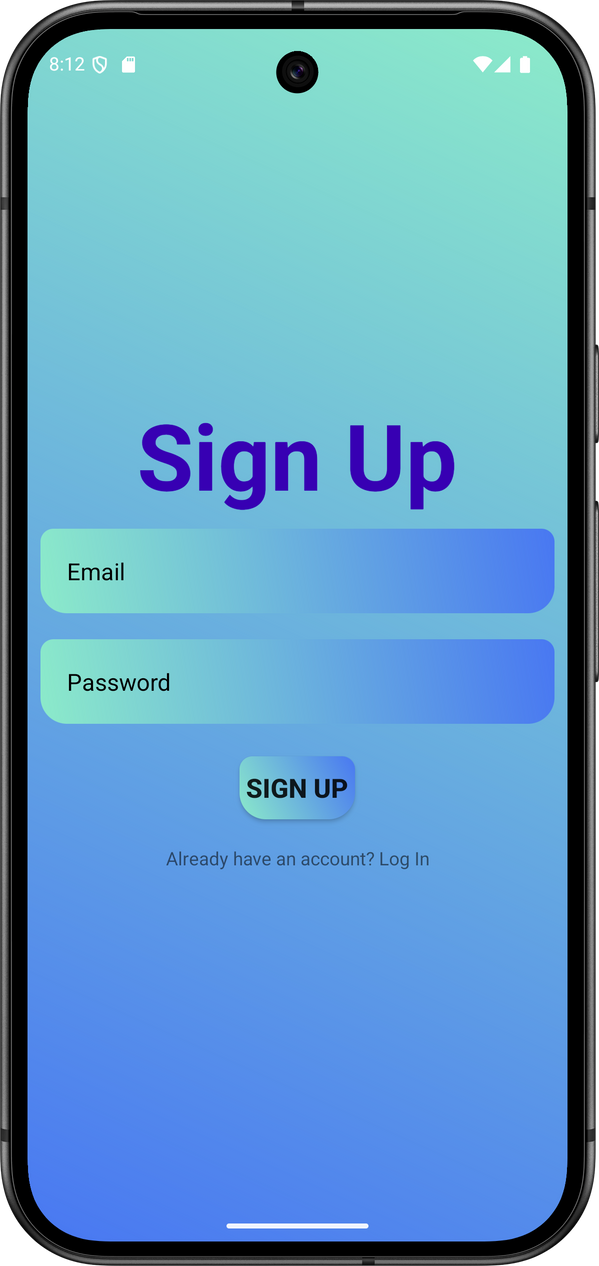 8:12
Sign Up
Email
Password
SIGN UP
Already have an account? Log In